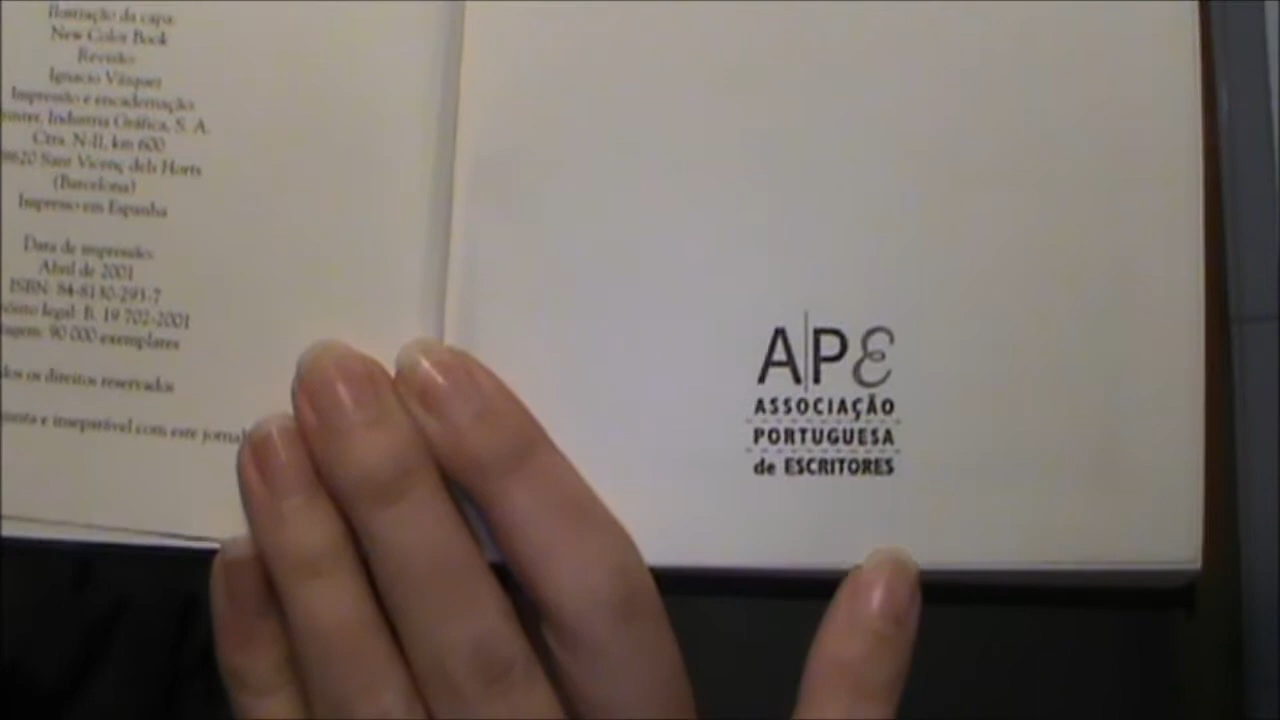 Ilustração da capa:
New Color Book
Revisão:
Ignacio Vázquez
Impressão e encadernação:
Industria Gráfica, S. A.
Ctra. N-II, km 600
Sant Vicenç dels Horts
(Barcelona)
Impresso em Espanha
Data de impressão:
Abril de 2001
ISBN: 84-8130-293-7
legal: B. 19 702-2001
90 000 exemplares
os direitos reservados
e inseparável com este jornal
APE
ASSOCIAÇÃO
PORTUGUESA
de ESCRITORES